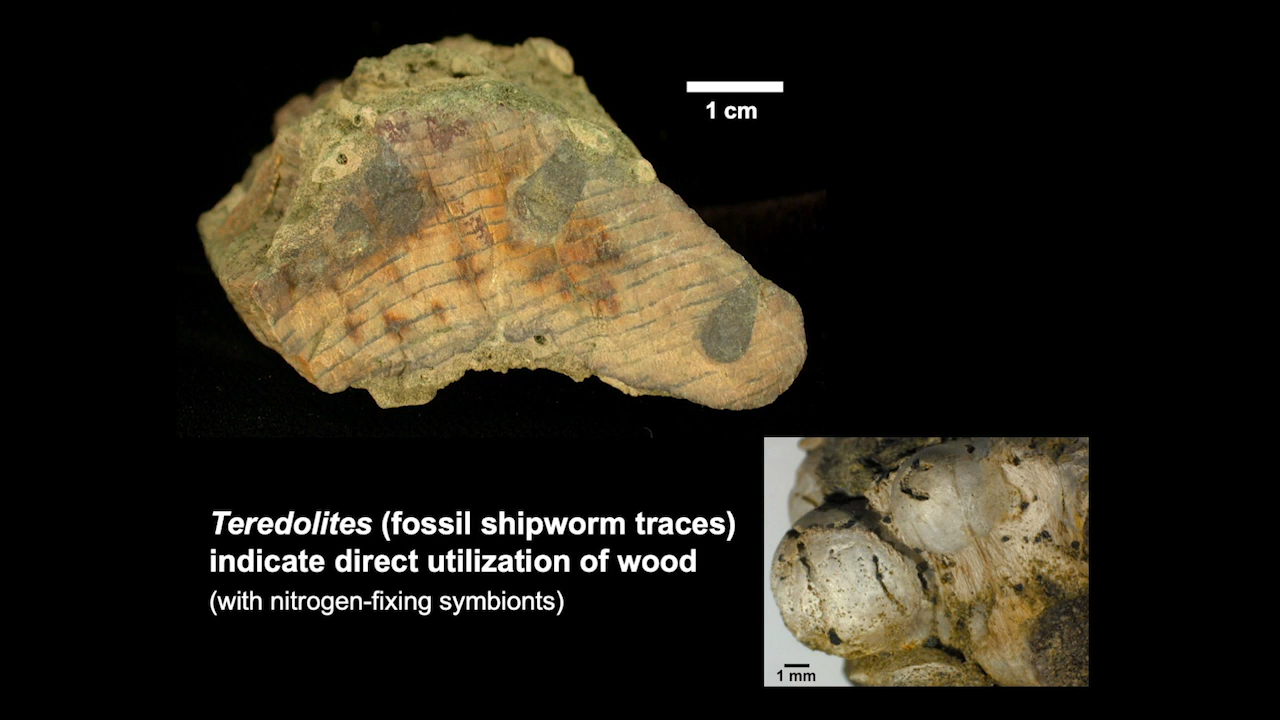 1 cm
Teredolites (fossil shipworm traces)
indicate direct utilization of wood
(with nitrogen-fixing symbionts)
1 mm